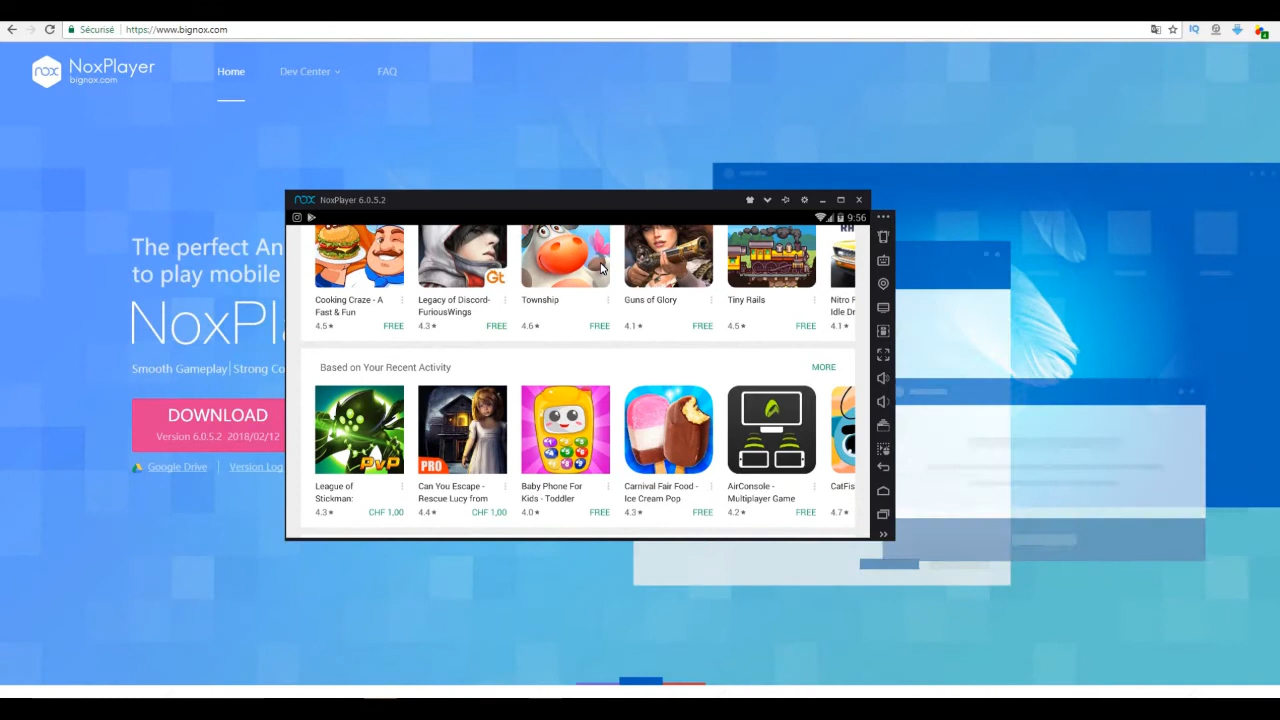 Sécurisé https://www.bignox.com
nox NoxPlayer
bignox.com
Home Dev Center FAQ
The perfect An
to play mobile
NoxPl
Smooth Gameplay Strong Co
DOWNLOAD
Version 6.0.5.2 2018/02/12
Google Drive Version Log
nox NoxPlayer 6.0.5.2
9:56
Gt
Cooking Craze - A
Fast & Fun
4.5★ FREE
Legacy of Discord-
FuriousWings
4.3★ FREE
Township
4.6★ FREE
Guns of Glory
4.1★ FREE
Tiny Rails
4.5★ FREE
Nitro F
Idle Dr
4.1★
Based on Your Recent Activity MORE
PvP
League of
Stickman:
4.3★ CHF 1,00
PRO
Can You Escape -
Rescue Lucy from
4.4★ CHF 1,00
Baby Phone For
Kids - Toddler
4.0★ FREE
Carnival Fair Food -
Ice Cream Pop
4.3★ FREE
AirConsole -
Multiplayer Game
4.2★ FREE
CatFis
4.7★